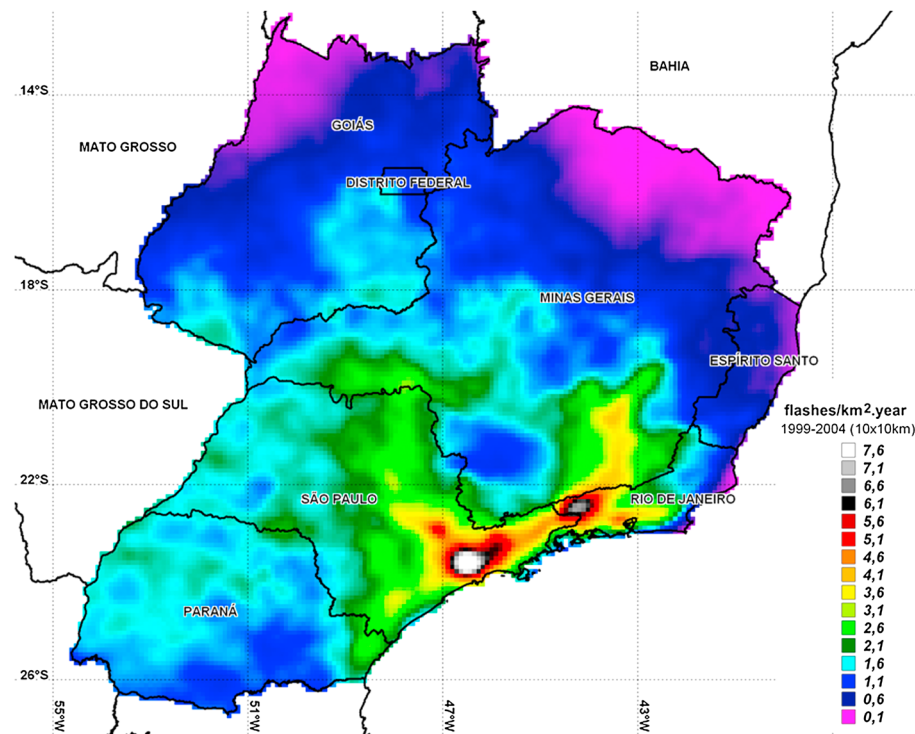 BAHIA
14°S
GOIÁS
MATO GROSSO
DISTRITO FEDERAL
18°S
MINAS GERAIS
ESPÍRITO SANTO
MATO GROSSO DO SUL
flashes/km2.year
1999-2004 (10x10km)
7,6
7,1
6,6
6,1
5,6
5,1
4,6
4,1
3,6
3,1
2,6
2,1
1,6
1,1
0,6
0,1
22°S
SÃO PAULO
RIO DE JANEIRO
PARANÁ
26°S
55°W
51°W
47°W
43°W